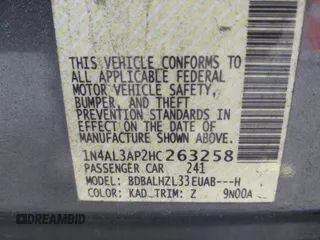 THIS VEHICLE CONFORMS TO
ALL APPLICABLE FEDERAL
MOTOR VEHICLE SAFETY,
BUMPER, AND THEFT
PREVENTION STANDARDS IN
EFFECT ON THE DATE OF
MANUFACTURE SHOWN ABOVE.
1N4AL3AP2HC263258
PASSENGER CAR 241
MODEL: BDBALHZL33EUAB---H
COLOR: KAD TRIM: Z 9N00A
AUTOBIDMASTER